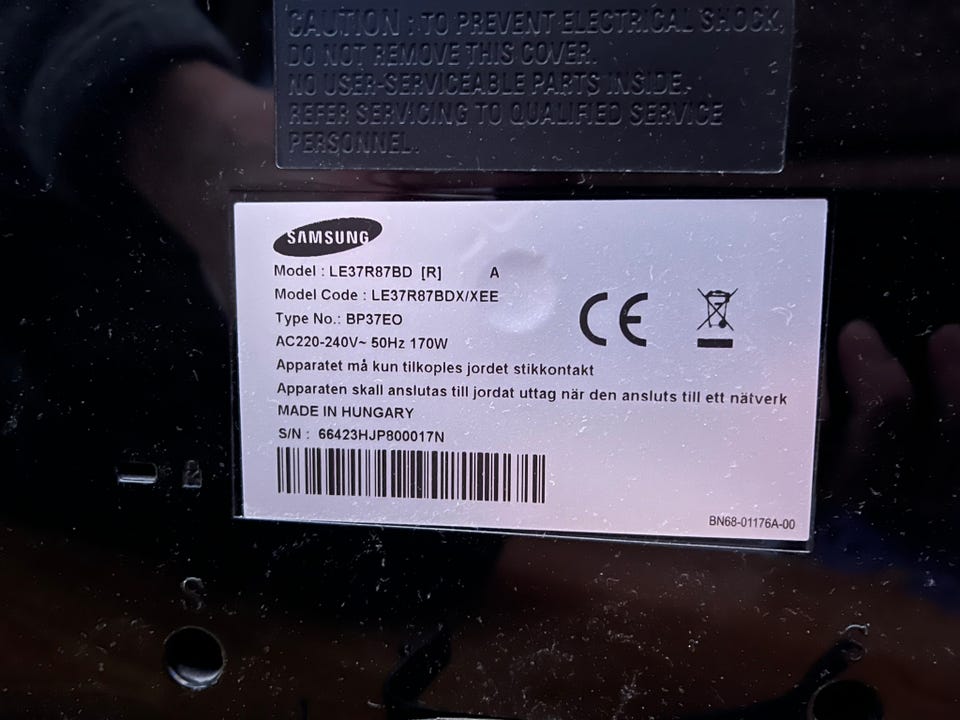 CAUTION : TO PREVENT ELECTRICAL SHOCK,
DO NOT REMOVE THIS COVER.
NO USER-SERVICEABLE PARTS INSIDE.
REFER SERVICING TO QUALIFIED SERVICE
PERSONNEL.
SAMSUNG
Model : LE37R87BD [R] A
Model Code : LE37R87BDX/XEE
Type No.: BP37EO
AC220-240V~ 50Hz 170W
Apparatet må kun tilkoples jordet stikkontakt
Apparaten skall anslutas till jordat uttag när den ansluts till ett nätverk
MADE IN HUNGARY
S/N : 66423HJP800017N
BN68-01176A-00
S
S